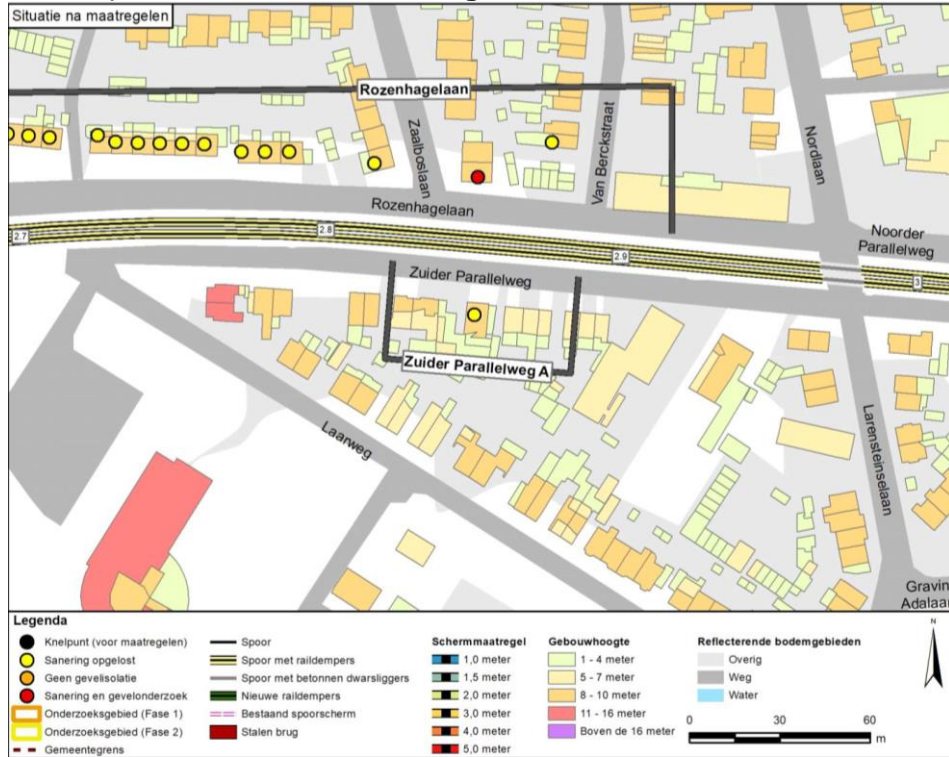 Situatie na maatregelen
Rozenhagelaan
Zaalboslaan
Van Berckstraat
Nordlaan
Rozenhagelaan
Noorder
Parallelweg
2.7
2.8
2.9
3
Zuider Parallelweg
Zuider Parallelweg A
Laarweg
Larensteinselaan
Gravin
Adalaan
Legenda
Knelpunt (voor maatregelen)
Sanering opgelost
Geen gevelisolatie
Sanering en gevelonderzoek
Onderzoeksgebied (Fase 1)
Onderzoeksgebied (Fase 2)
Gemeentegrens
Spoor
Spoor met raildempers
Spoor met betonnen dwarsliggers
Nieuwe raildempers
Bestaand spoorscherm
Stalen brug
Schermmaatregel
1,0 meter
1,5 meter
2,0 meter
3,0 meter
4,0 meter
5,0 meter
Gebouwhoogte
1 - 4 meter
5 - 7 meter
8 - 10 meter
11 - 16 meter
Boven de 16 meter
Reflecterende bodemgebieden
Overig
Weg
Water
N
0 30 60
m